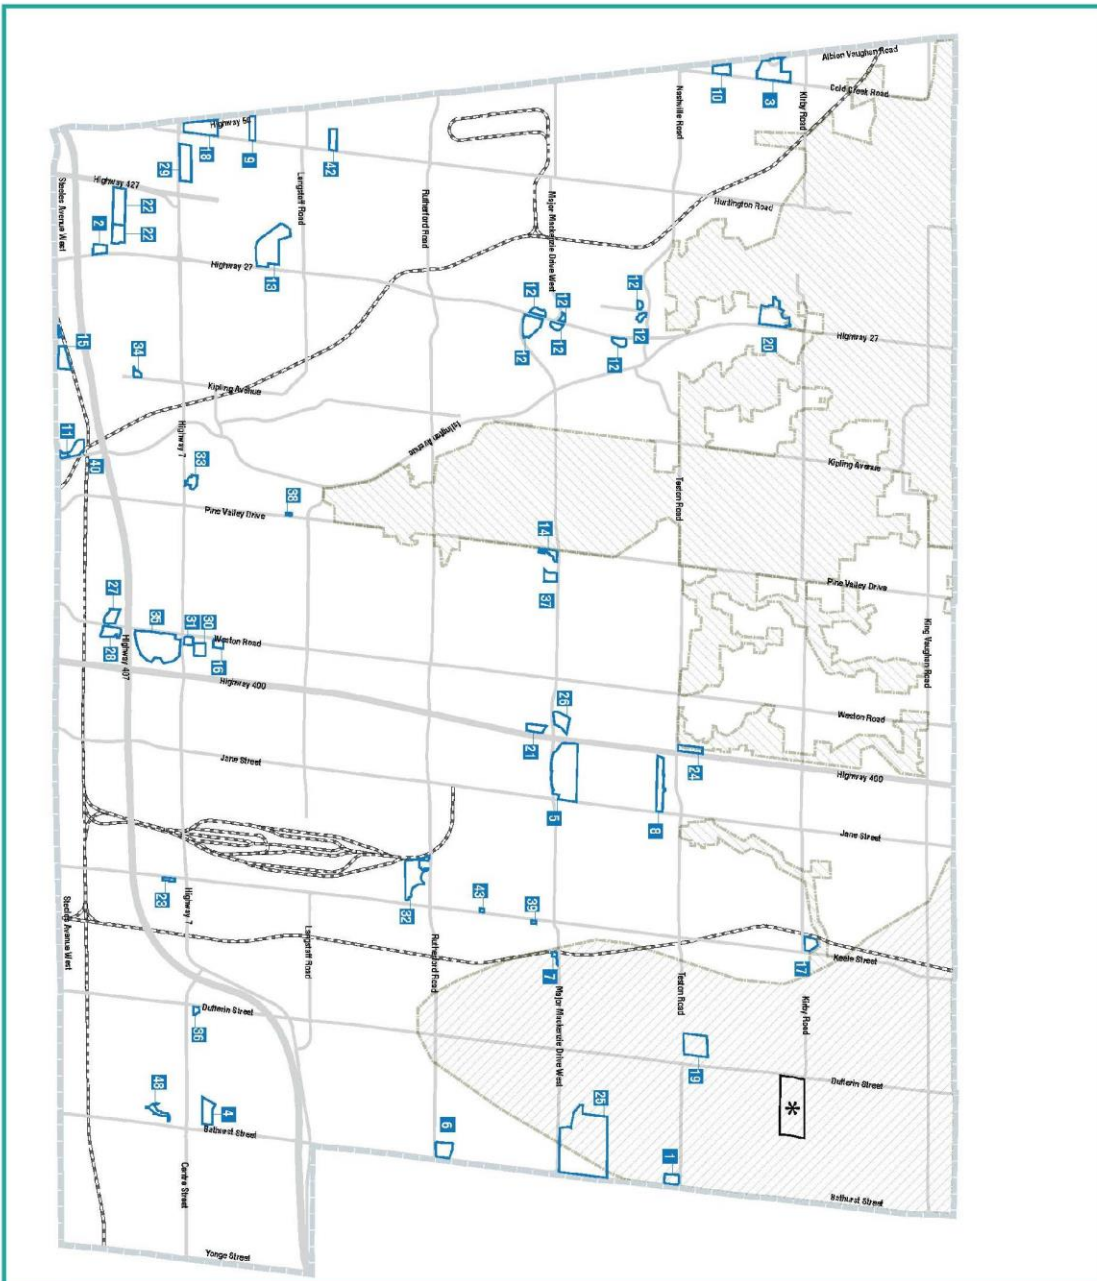 Albion Vaughan Road
Cold Creek Road
Kirby Road
Nashville Road
10
3
Highway 50
18
9
42
29
Langstaff Road
Highway 427
22
22
2
Steeles Avenue West
Rutherford Road
Major Mackenzie Drive West
Huntington Road
Highway 27
13
12
12
12
12
12
12
20
Highway 27
15
34
Kipling Avenue
11
40
Highway 7
33
Islington Avenue
Kipling Avenue
Teston Road
38
Pine Valley Drive
14
37
Pine Valley Drive
King Vaughan Road
27
28
35
31
30
16
Weston Road
Highway 407
Highway 400
26
21
Weston Road
24
Highway 400
Jane Street
5
8
Jane Street
23
Highway 7
32
43
39
Steeles Avenue West
Langstaff Road
Rutherford Road
7
Major Mackenzie Drive West
Teston Road
17
Keele Street
Kirby Road
Dufferin Street
36
19
Dufferin Street
*
48
4
Bathurst Street
6
25
1
Bathurst Street
Centre Street
Yonge Street